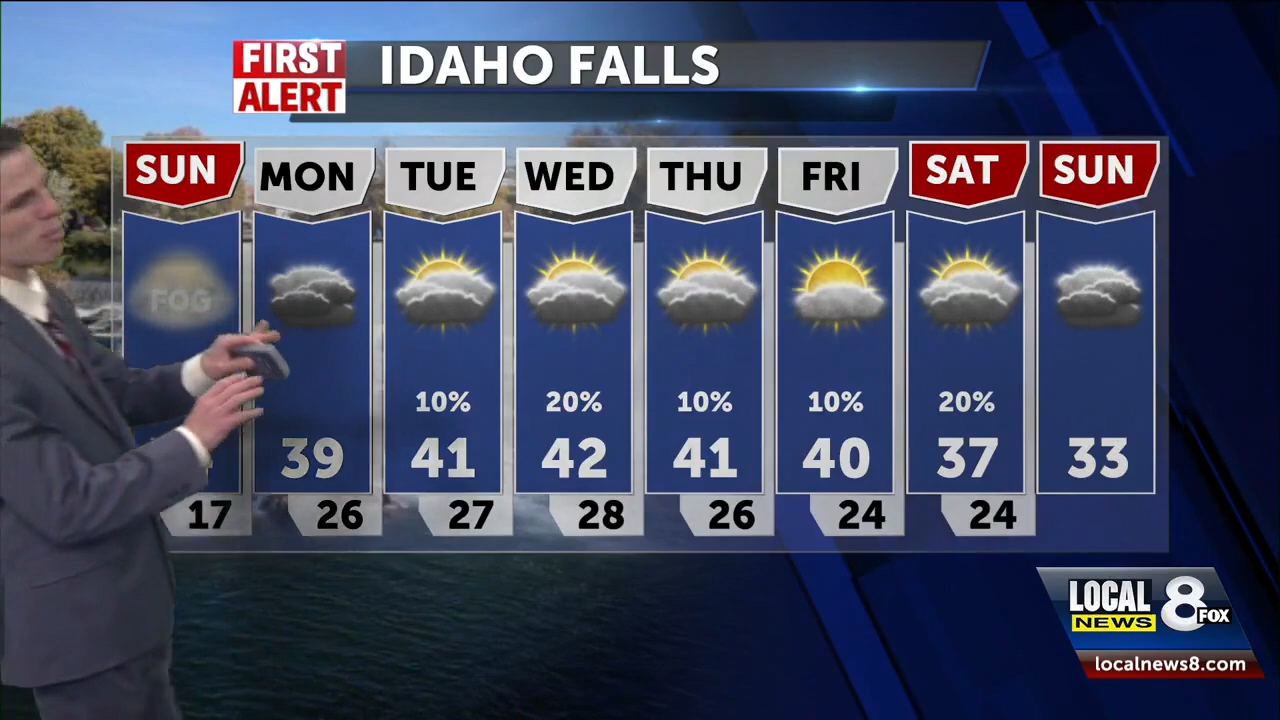 FIRST
ALERT
IDAHO FALLS
SUN MON TUE WED THU FRI SAT SUN
FOG
10% 20% 10% 10% 20%
39 41 42 41 40 37 33
17 26 27 28 26 24 24
LOCAL
NEWS
8
FOX
localnews8.com